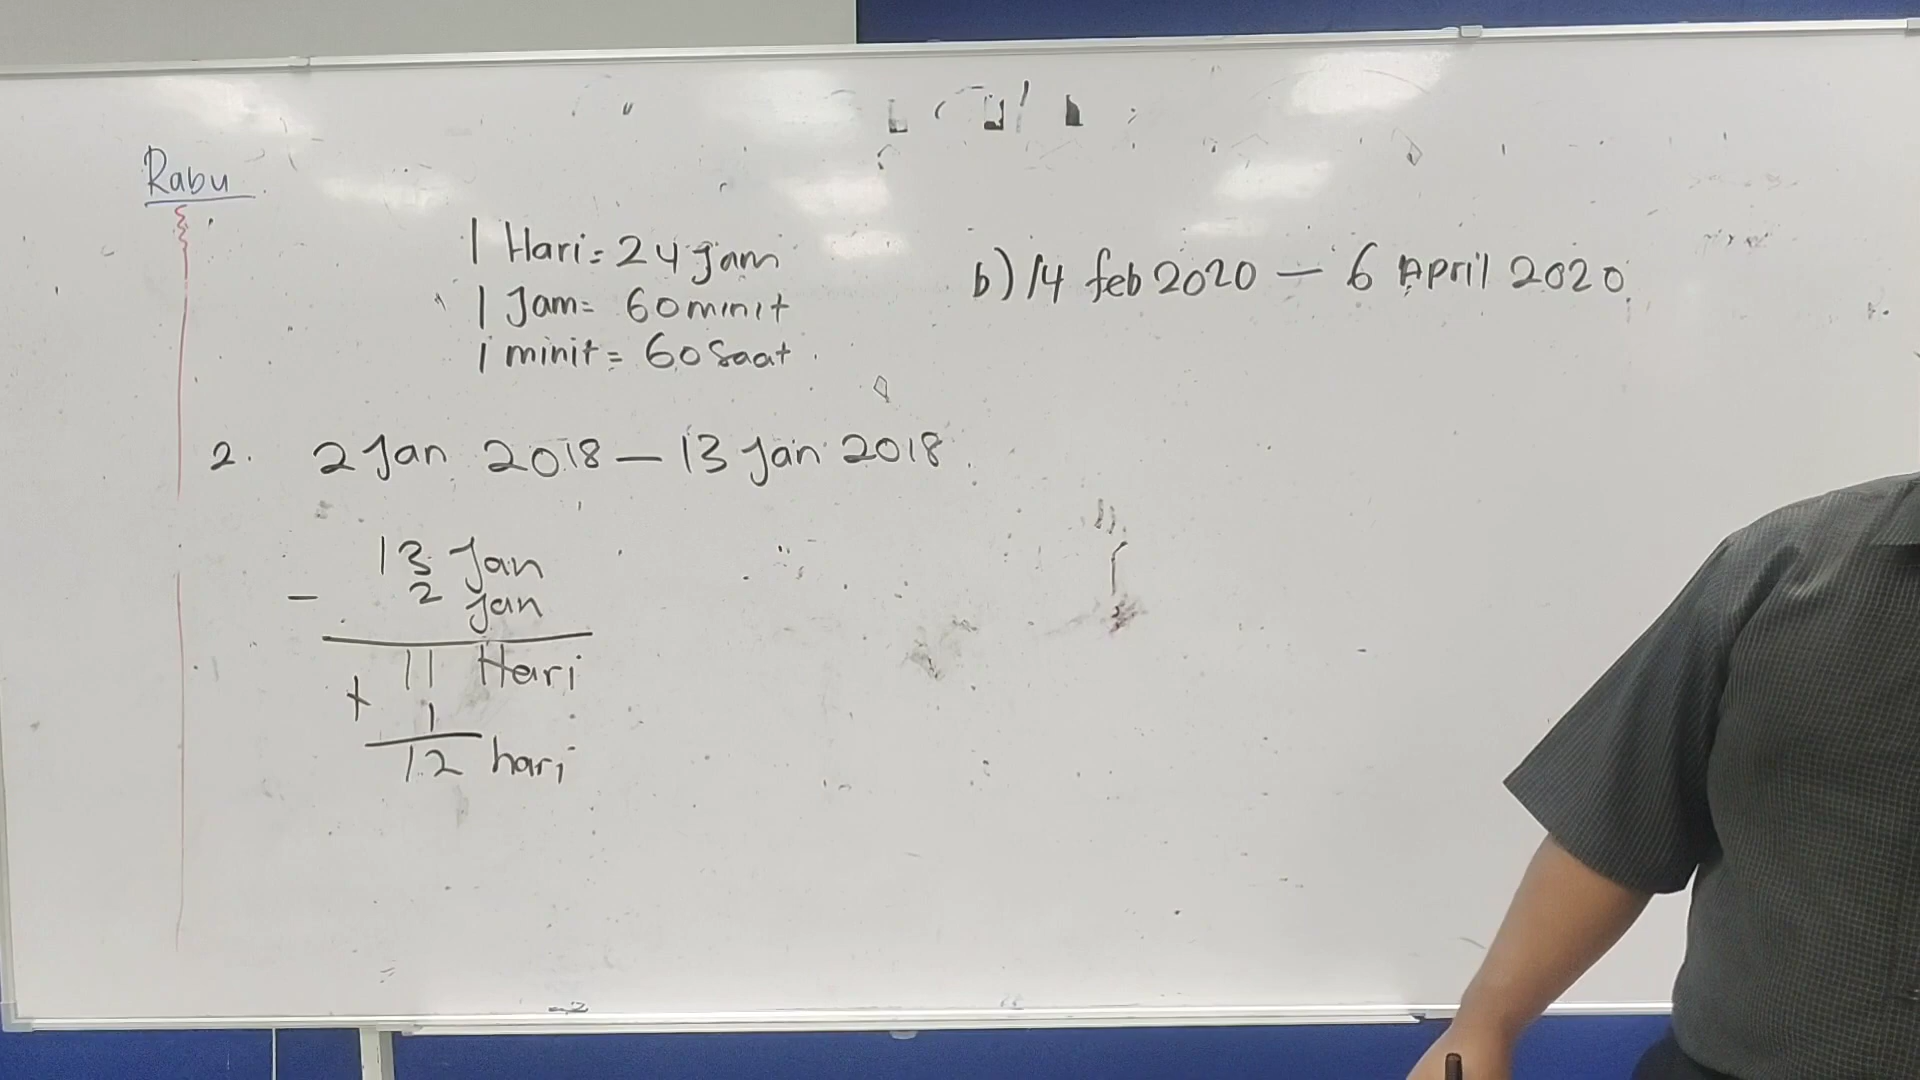 Rabu
1 Hari = 24 Jam
1 Jam = 60 minit
1 minit = 60 Saat
b) 14 feb 2020 — 6 April 2020
2. 2 Jan 2018 — 13 Jan 2018
13 Jan
- 2 Jan
11 Hari
+ 1
12 hari